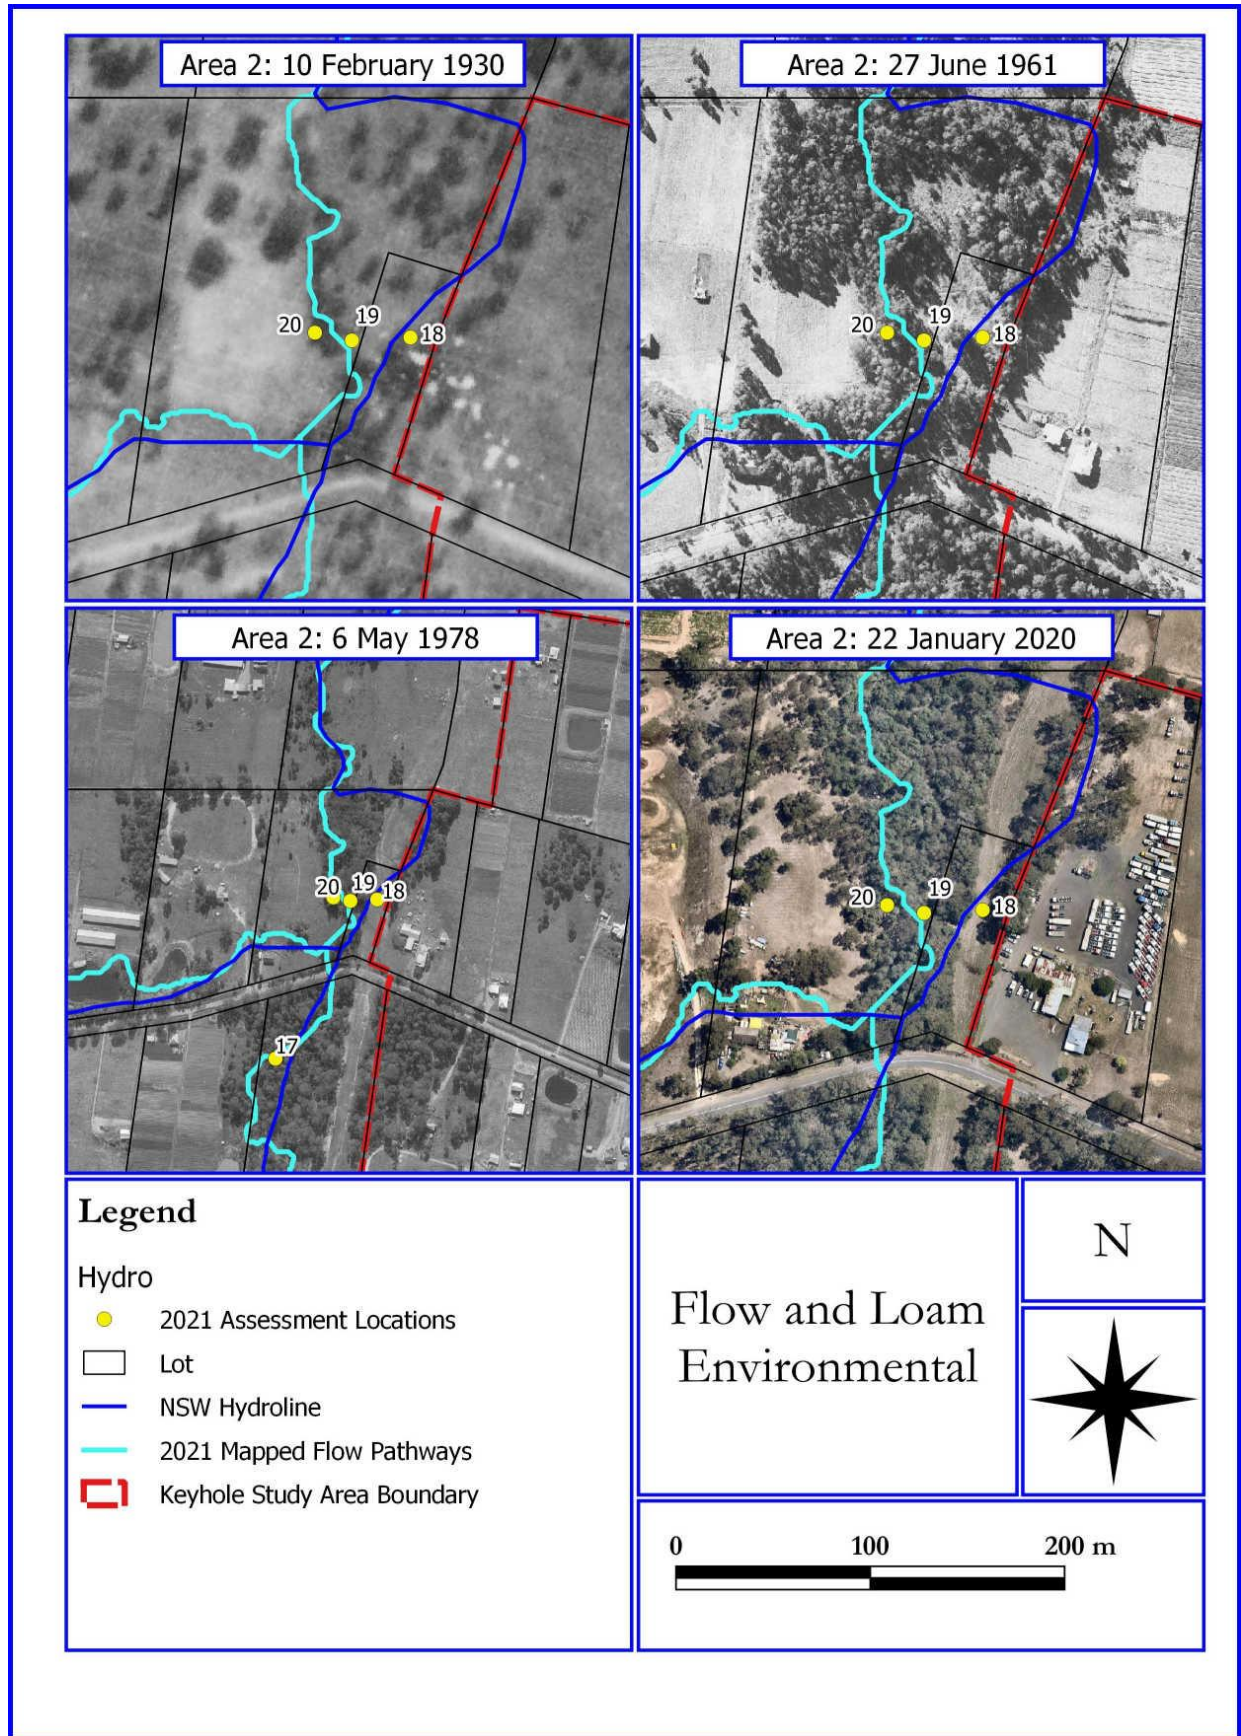 Area 2: 10 February 1930
Area 2: 27 June 1961
20
19
18
20
19
18
Area 2: 6 May 1978
Area 2: 22 January 2020
20
19
18
17
20
19
18
Legend
Hydro
2021 Assessment Locations
Lot
NSW Hydroline
2021 Mapped Flow Pathways
Keyhole Study Area Boundary
Flow and Loam
Environmental
N
0 100 200 m